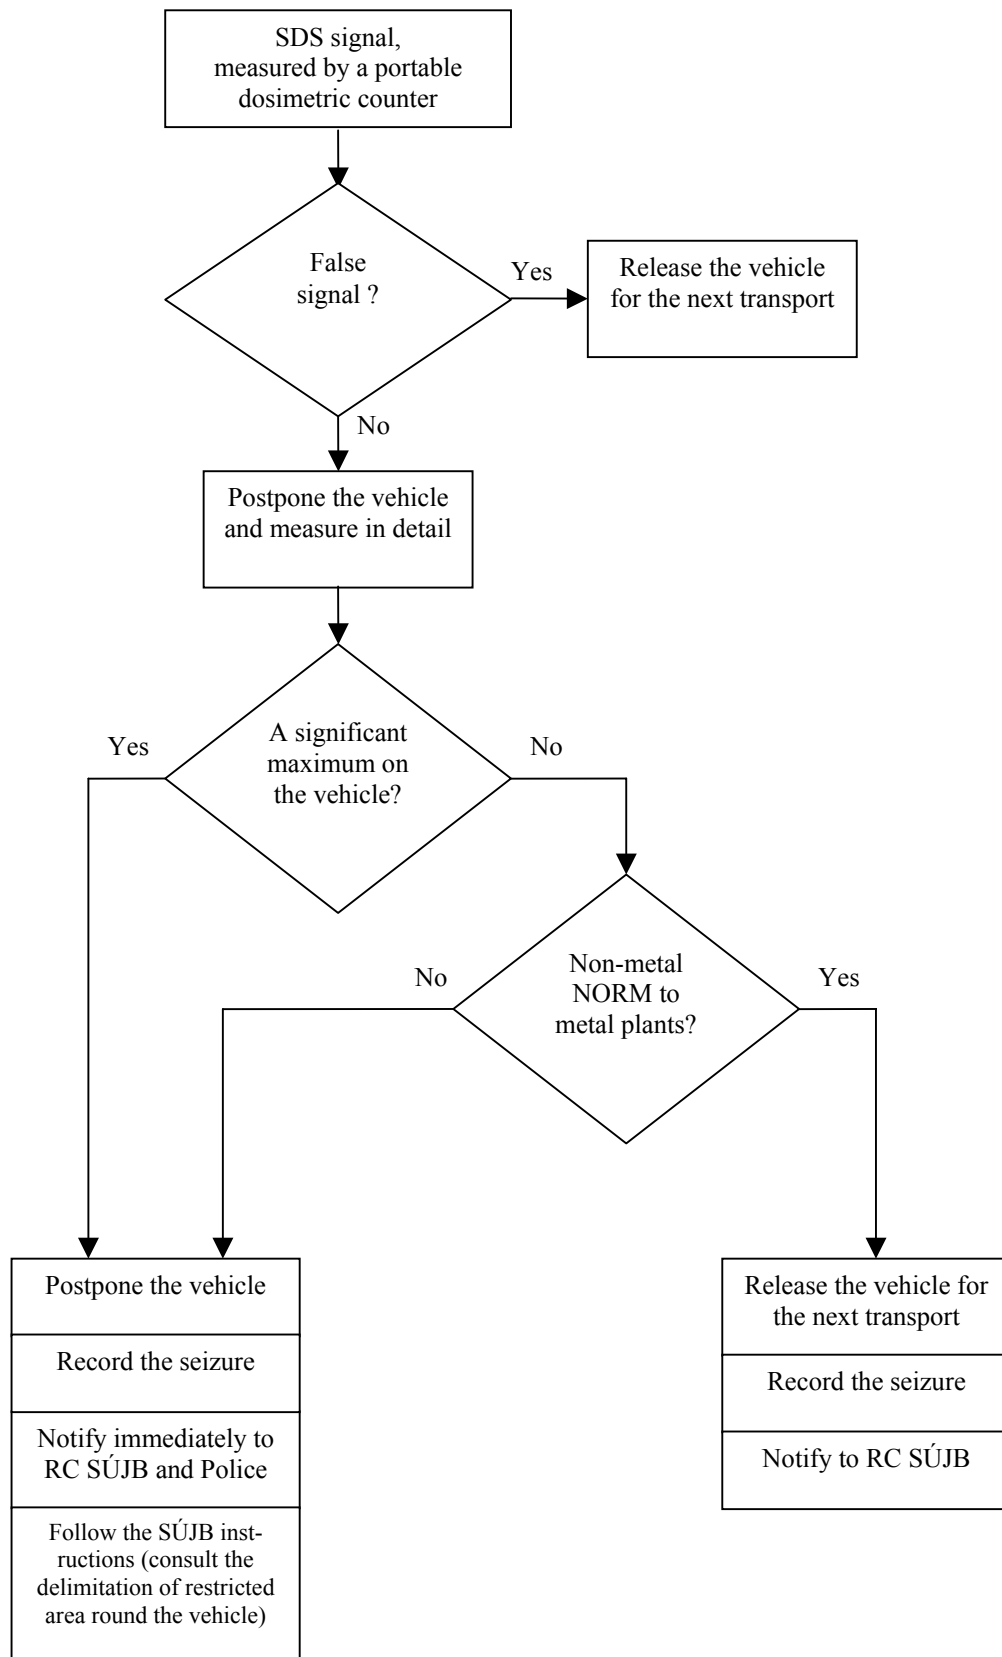 SDS signal,
measured by a portable
dosimetric counter
False
signal ?
Yes
Release the vehicle
for the next transport
No
Postpone the vehicle
and measure in detail
Yes
A significant
maximum on
the vehicle?
No
No
Non-metal
NORM to
metal plants?
Yes
Postpone the vehicle
Record the seizure
Notify immediately to
RC SÚJB and Police
Follow the SÚJB inst-
ructions (consult the
delimitation of restricted
area round the vehicle)
Release the vehicle for
the next transport
Record the seizure
Notify to RC SÚJB